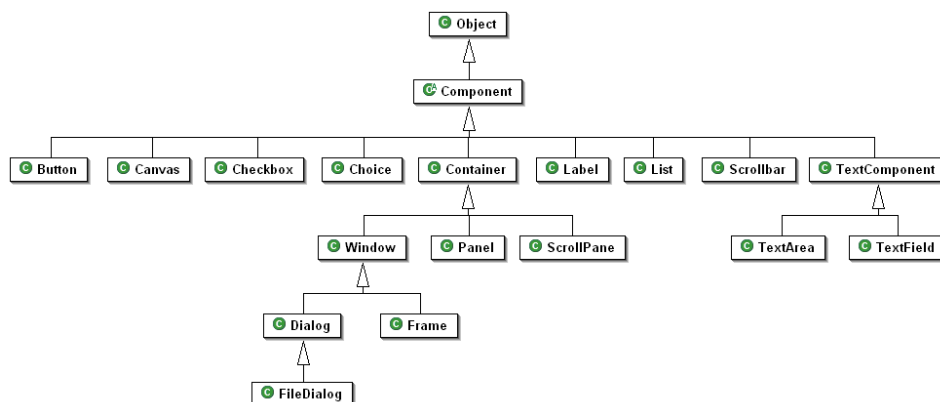 Object
Component
Button
Canvas
Checkbox
Choice
Container
Label
List
Scrollbar
TextComponent
Window
Panel
ScrollPane
TextArea
TextField
Dialog
Frame
FileDialog